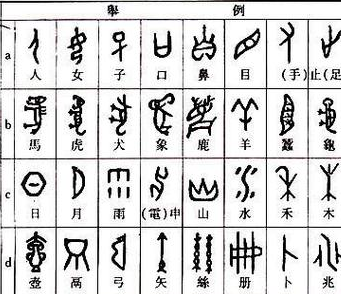 舉 例
a 人 女 子 口 鼻 目 (手) 止(足
b 馬 虎 犬 象 鹿 羊 蠶 龜
c 日 月 雨 (電)申 山 水 禾 木
d 壺 鬲 弓 矢 絲 册 卜 兆